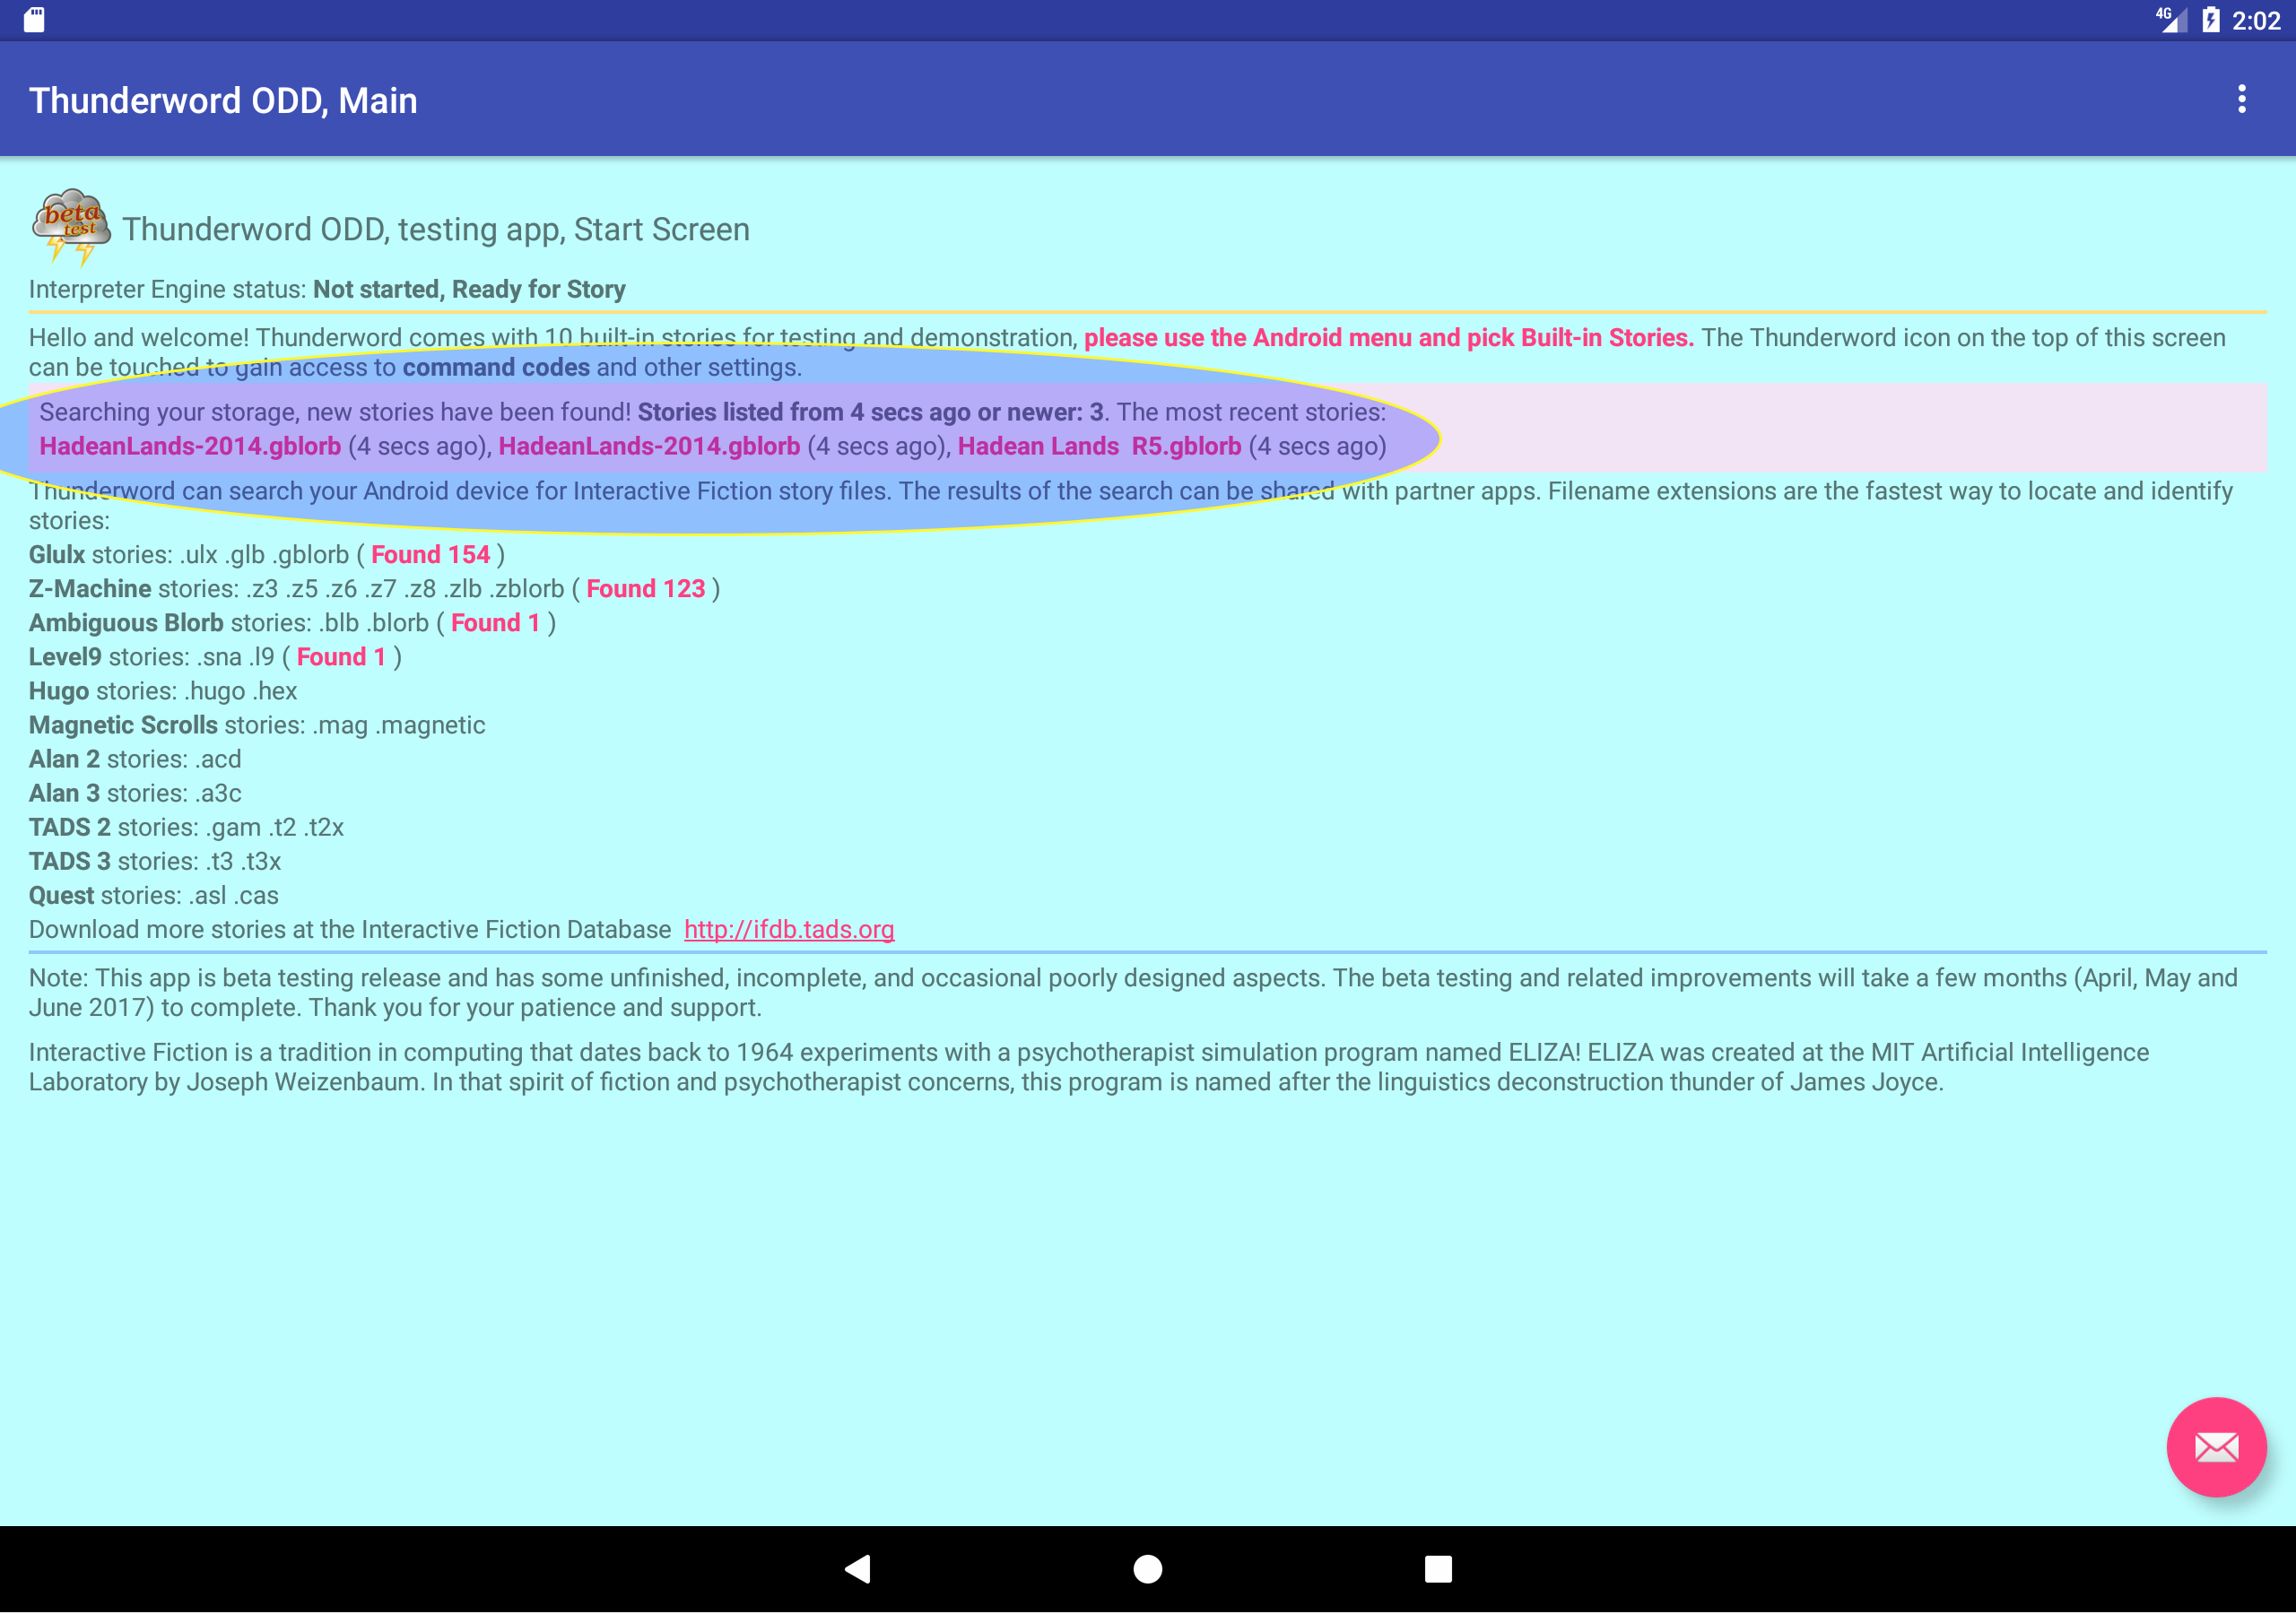 4G 2:02
Thunderword ODD, Main
beta
test
Thunderword ODD, testing app, Start Screen
Interpreter Engine status: Not started, Ready for Story
Hello and welcome! Thunderword comes with 10 built-in stories for testing and demonstration, please use the Android menu and pick Built-in Stories. The Thunderword icon on the top of this screen
can be touched to gain access to command codes and other settings.
Searching your storage, new stories have been found! Stories listed from 4 secs ago or newer: 3. The most recent stories:
HadeanLands-2014.gblorb (4 secs ago), HadeanLands-2014.gblorb (4 secs ago), Hadean Lands  R5.gblorb (4 secs ago)
Thunderword can search your Android device for Interactive Fiction story files. The results of the search can be shared with partner apps. Filename extensions are the fastest way to locate and identify
stories:
Glulx stories: .ulx .glb .gblorb ( Found 154 )
Z-Machine stories: .z3 .z5 .z6 .z7 .z8 .zlb .zblorb ( Found 123 )
Ambiguous Blorb stories: .blb .blorb ( Found 1 )
Level9 stories: .sna .l9 ( Found 1 )
Hugo stories: .hugo .hex
Magnetic Scrolls stories: .mag .magnetic
Alan 2 stories: .acd
Alan 3 stories: .a3c
TADS 2 stories: .gam .t2 .t2x
TADS 3 stories: .t3 .t3x
Quest stories: .asl .cas
Download more stories at the Interactive Fiction Database  http://ifdb.tads.org
Note: This app is beta testing release and has some unfinished, incomplete, and occasional poorly designed aspects. The beta testing and related improvements will take a few months (April, May and
June 2017) to complete. Thank you for your patience and support.
Interactive Fiction is a tradition in computing that dates back to 1964 experiments with a psychotherapist simulation program named ELIZA! ELIZA was created at the MIT Artificial Intelligence
Laboratory by Joseph Weizenbaum. In that spirit of fiction and psychotherapist concerns, this program is named after the linguistics deconstruction thunder of James Joyce.